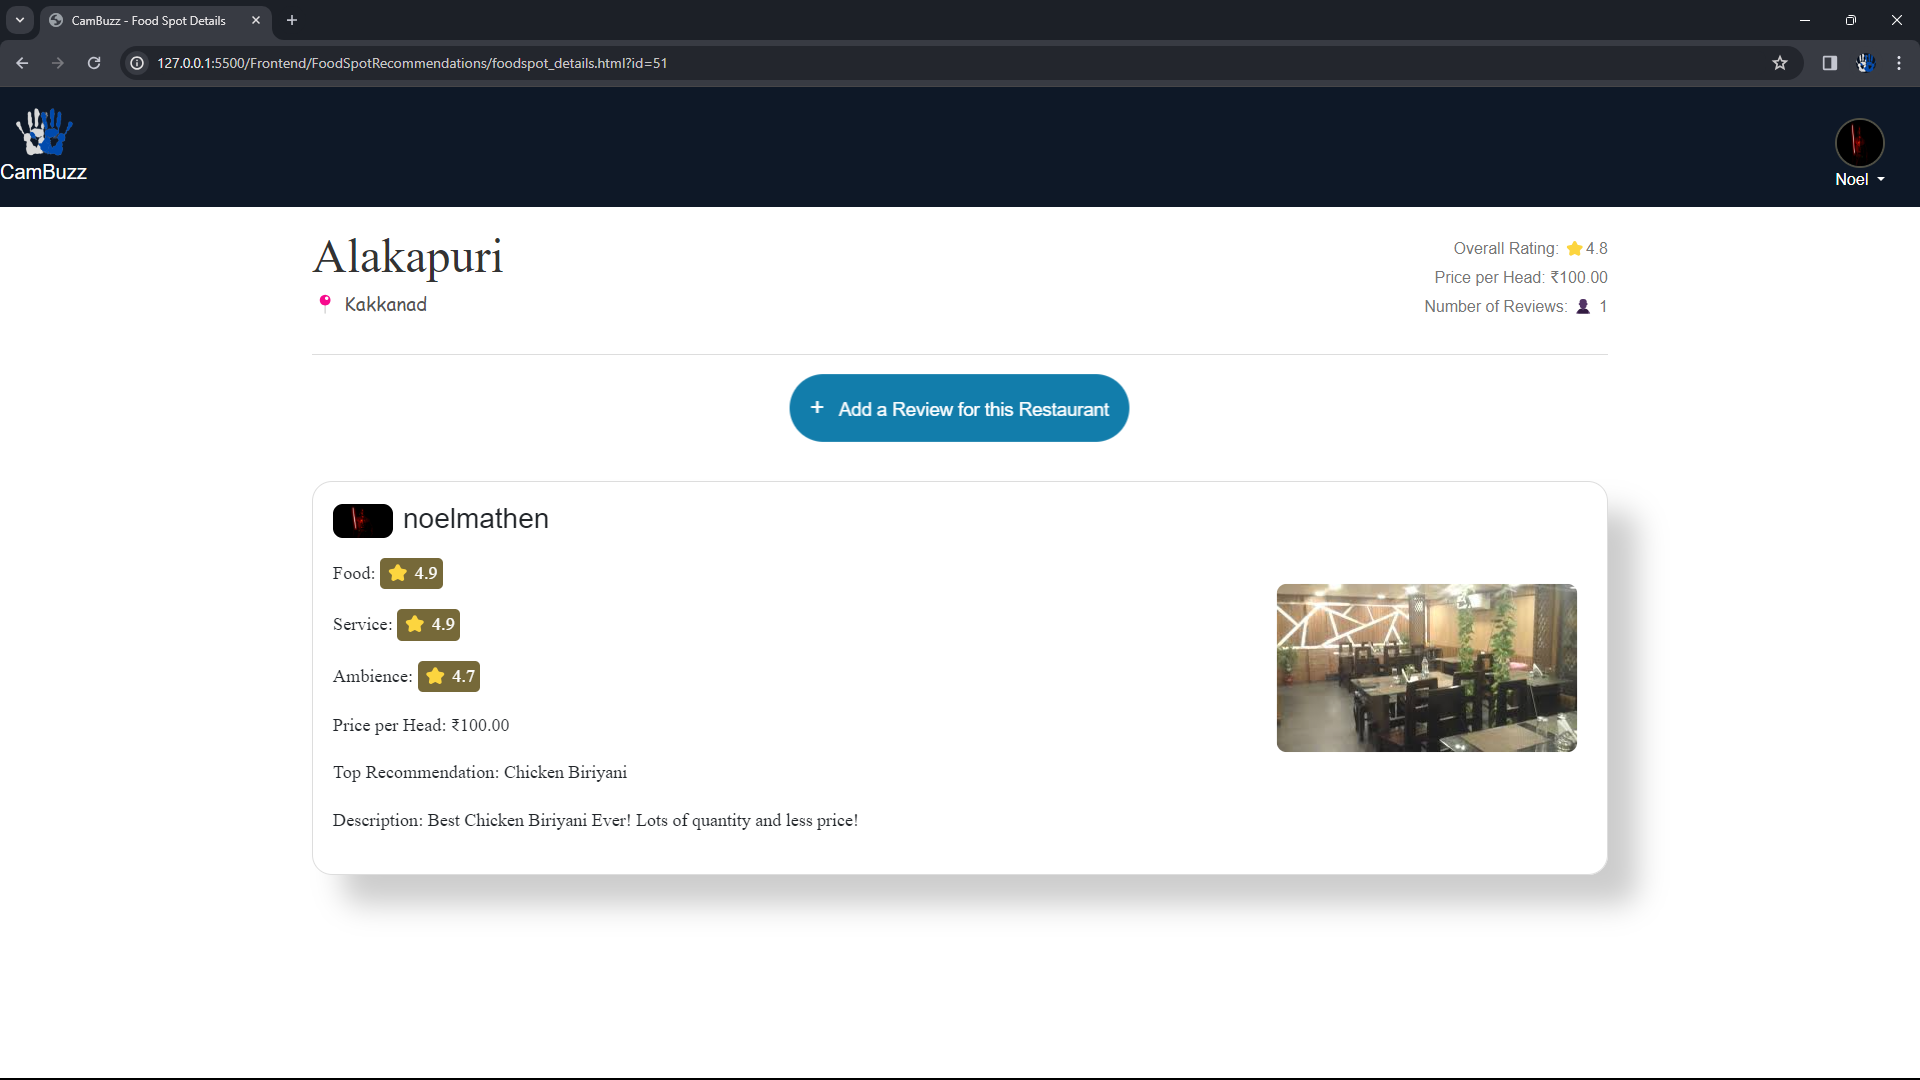 CamBuzz - Food Spot Details
127.0.0.1:5500/Frontend/FoodSpotRecommendations/foodspot_details.html?id=51
CamBuzz
Noel
Alakapuri
Kakkanad
Overall Rating: 4.8
Price per Head: ₹100.00
Number of Reviews: 1
+ Add a Review for this Restaurant
noelmathen
Food: 4.9
Service: 4.9
Ambience: 4.7
Price per Head: ₹100.00
Top Recommendation: Chicken Biriyani
Description: Best Chicken Biriyani Ever! Lots of quantity and less price!